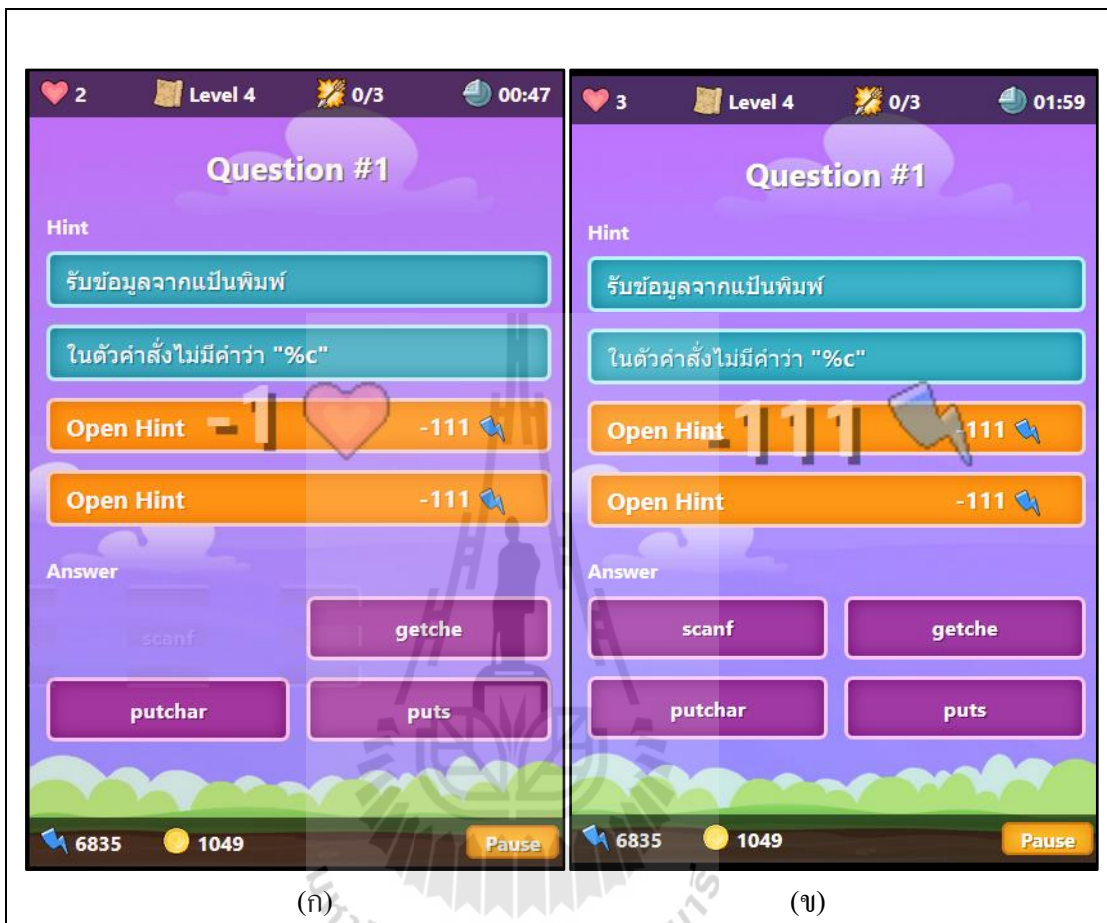 2 Level 4 0/3 00:47
Question #1
Hint
รับข้อมูลจากแป้นพิมพ์
ในตัวคำสั่งไม่มีคำว่า "%c"
Open Hint -111
-1
Open Hint -111
Answer
scanf getche
putchar puts
6835 1049 Pause
(ก)
3 Level 4 0/3 01:59
Question #1
Hint
รับข้อมูลจากแป้นพิมพ์
ในตัวคำสั่งไม่มีคำว่า "%c"
Open Hint -111
-111
Open Hint -111
Answer
scanf getche
putchar puts
6835 1049 Pause
(ข)